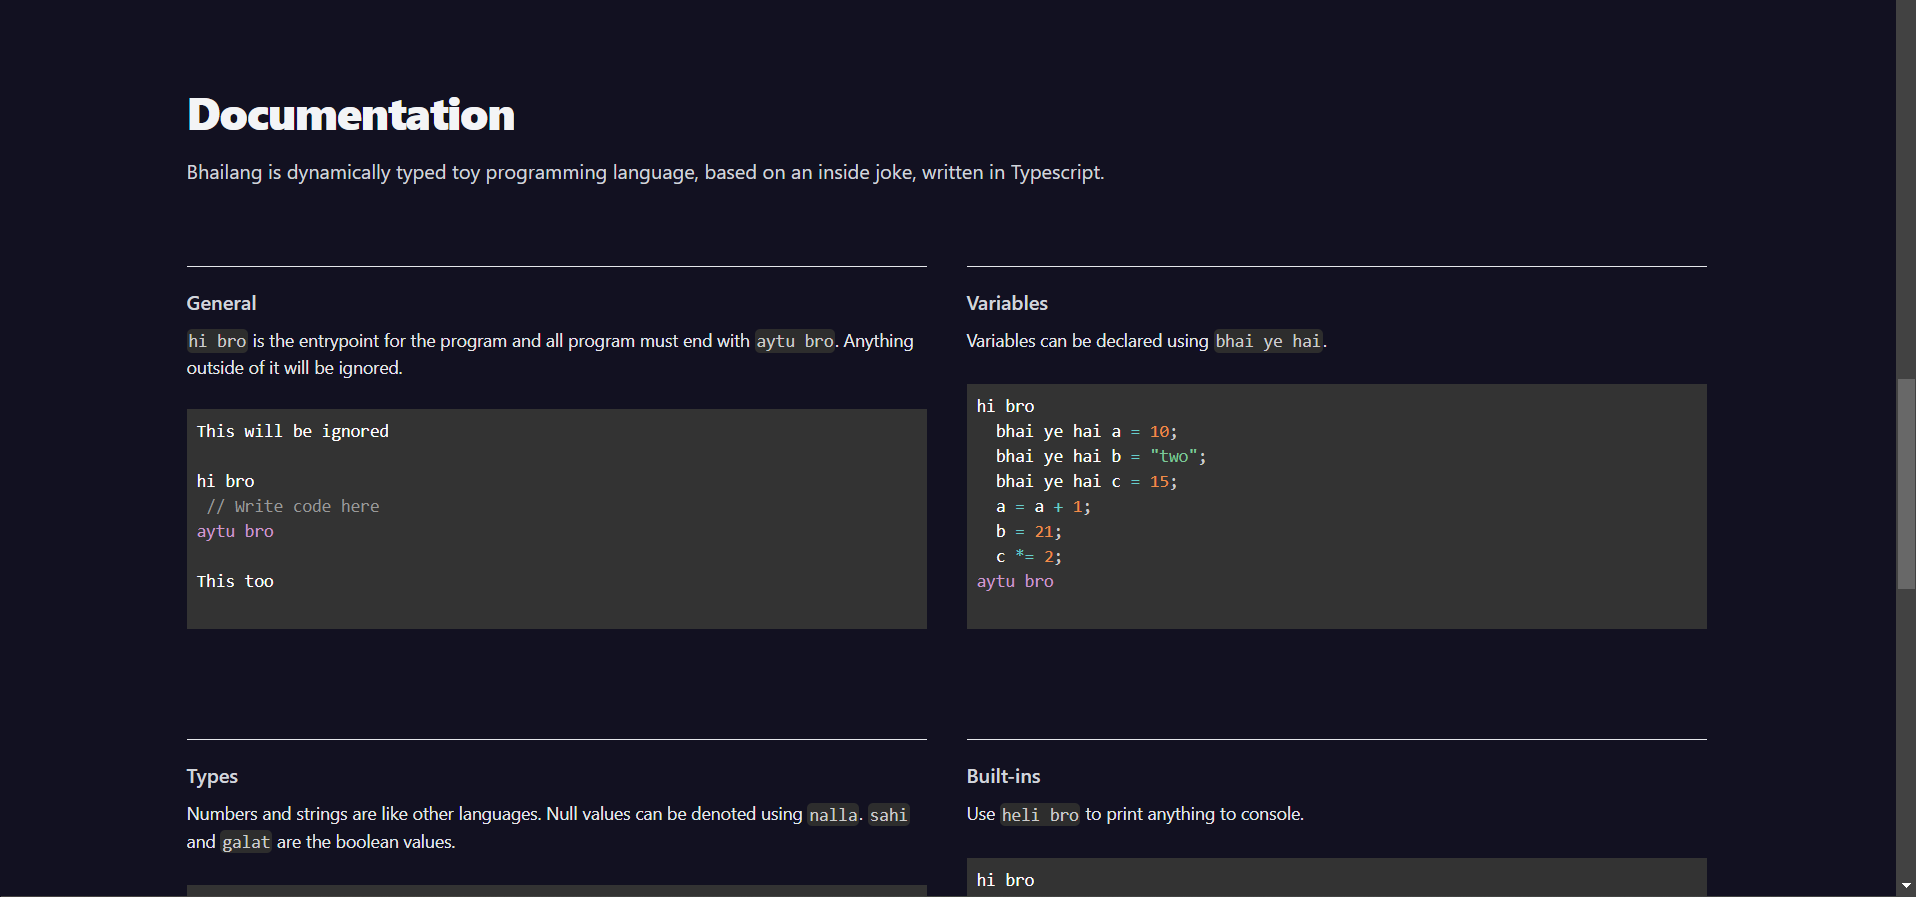 Documentation
Bhailang is dynamically typed toy programming language, based on an inside joke, written in Typescript.
General
hi bro is the entrypoint for the program and all program must end with aytu bro. Anything
outside of it will be ignored.
This will be ignored
hi bro
// Write code here
aytu bro
This too
Variables
Variables can be declared using bhai ye hai.
hi bro
bhai ye hai a = 10;
bhai ye hai b = "two";
bhai ye hai c = 15;
a = a + 1;
b = 21;
c *= 2;
aytu bro
Types
Numbers and strings are like other languages. Null values can be denoted using nalla. sahi
and galat are the boolean values.
Built-ins
Use heli bro to print anything to console.
hi bro